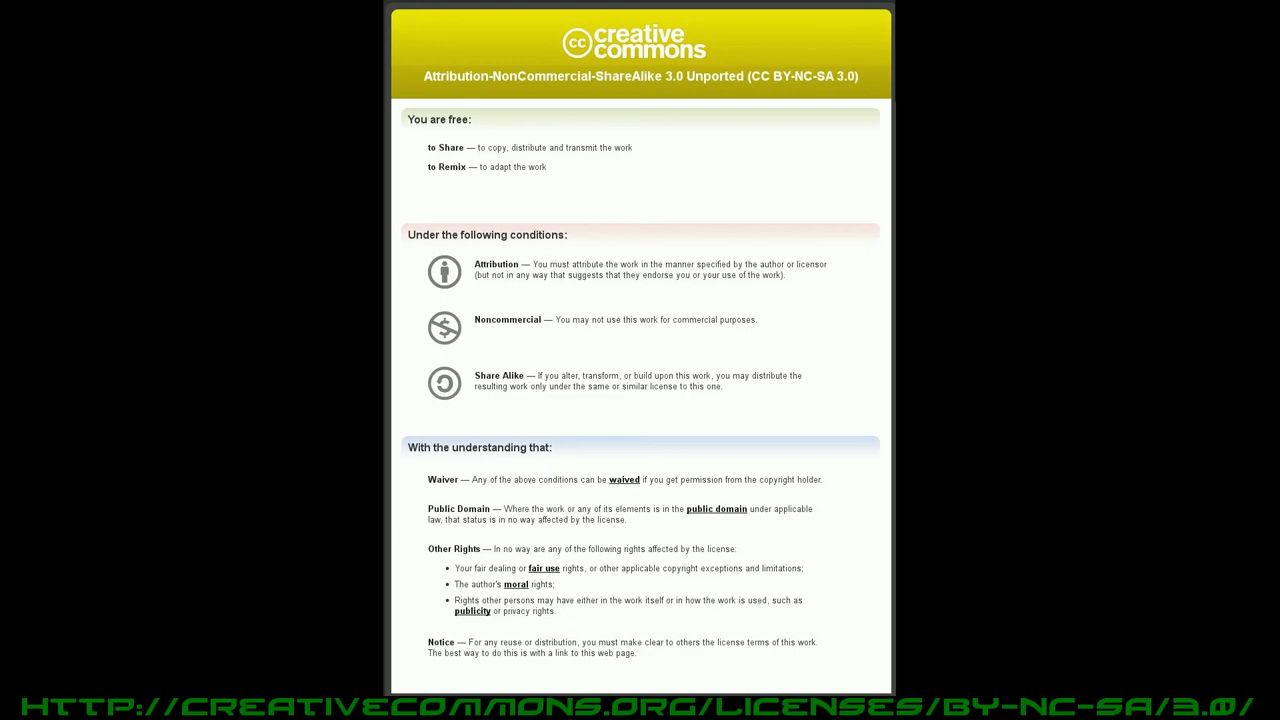 cc creative commons
Attribution-NonCommercial-ShareAlike 3.0 Unported (CC BY-NC-SA 3.0)
You are free:
to Share — to copy, distribute and transmit the work
to Remix — to adapt the work
Under the following conditions:
Attribution — You must attribute the work in the manner specified by the author or licensor
(but not in any way that suggests that they endorse you or your use of the work).
$
Noncommercial — You may not use this work for commercial purposes.
Share Alike — If you alter, transform, or build upon this work, you may distribute the
resulting work only under the same or similar license to this one.
With the understanding that:
Waiver — Any of the above conditions can be waived if you get permission from the copyright holder.
Public Domain — Where the work or any of its elements is in the public domain under applicable
law, that status is in no way affected by the license.
Other Rights — In no way are any of the following rights affected by the license:
• Your fair dealing or fair use rights, or other applicable copyright exceptions and limitations;
• The author's moral rights;
• Rights other persons may have either in the work itself or in how the work is used, such as
publicity or privacy rights.
Notice — For any reuse or distribution, you must make clear to others the license terms of this work.
The best way to do this is with a link to this web page.
HTTP://CREATIVECOMMONS.ORG/LICENSES/BY-NC-SA/3.0/